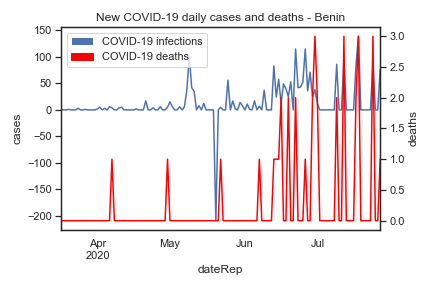 New COVID-19 daily cases and deaths - Benin
COVID-19 infections
COVID-19 deaths
150
100
50
0
−50
−100
−150
−200
cases
3.0
2.5
2.0
1.5
1.0
0.5
0.0
deaths
Apr
2020
May
Jun
Jul
dateRep